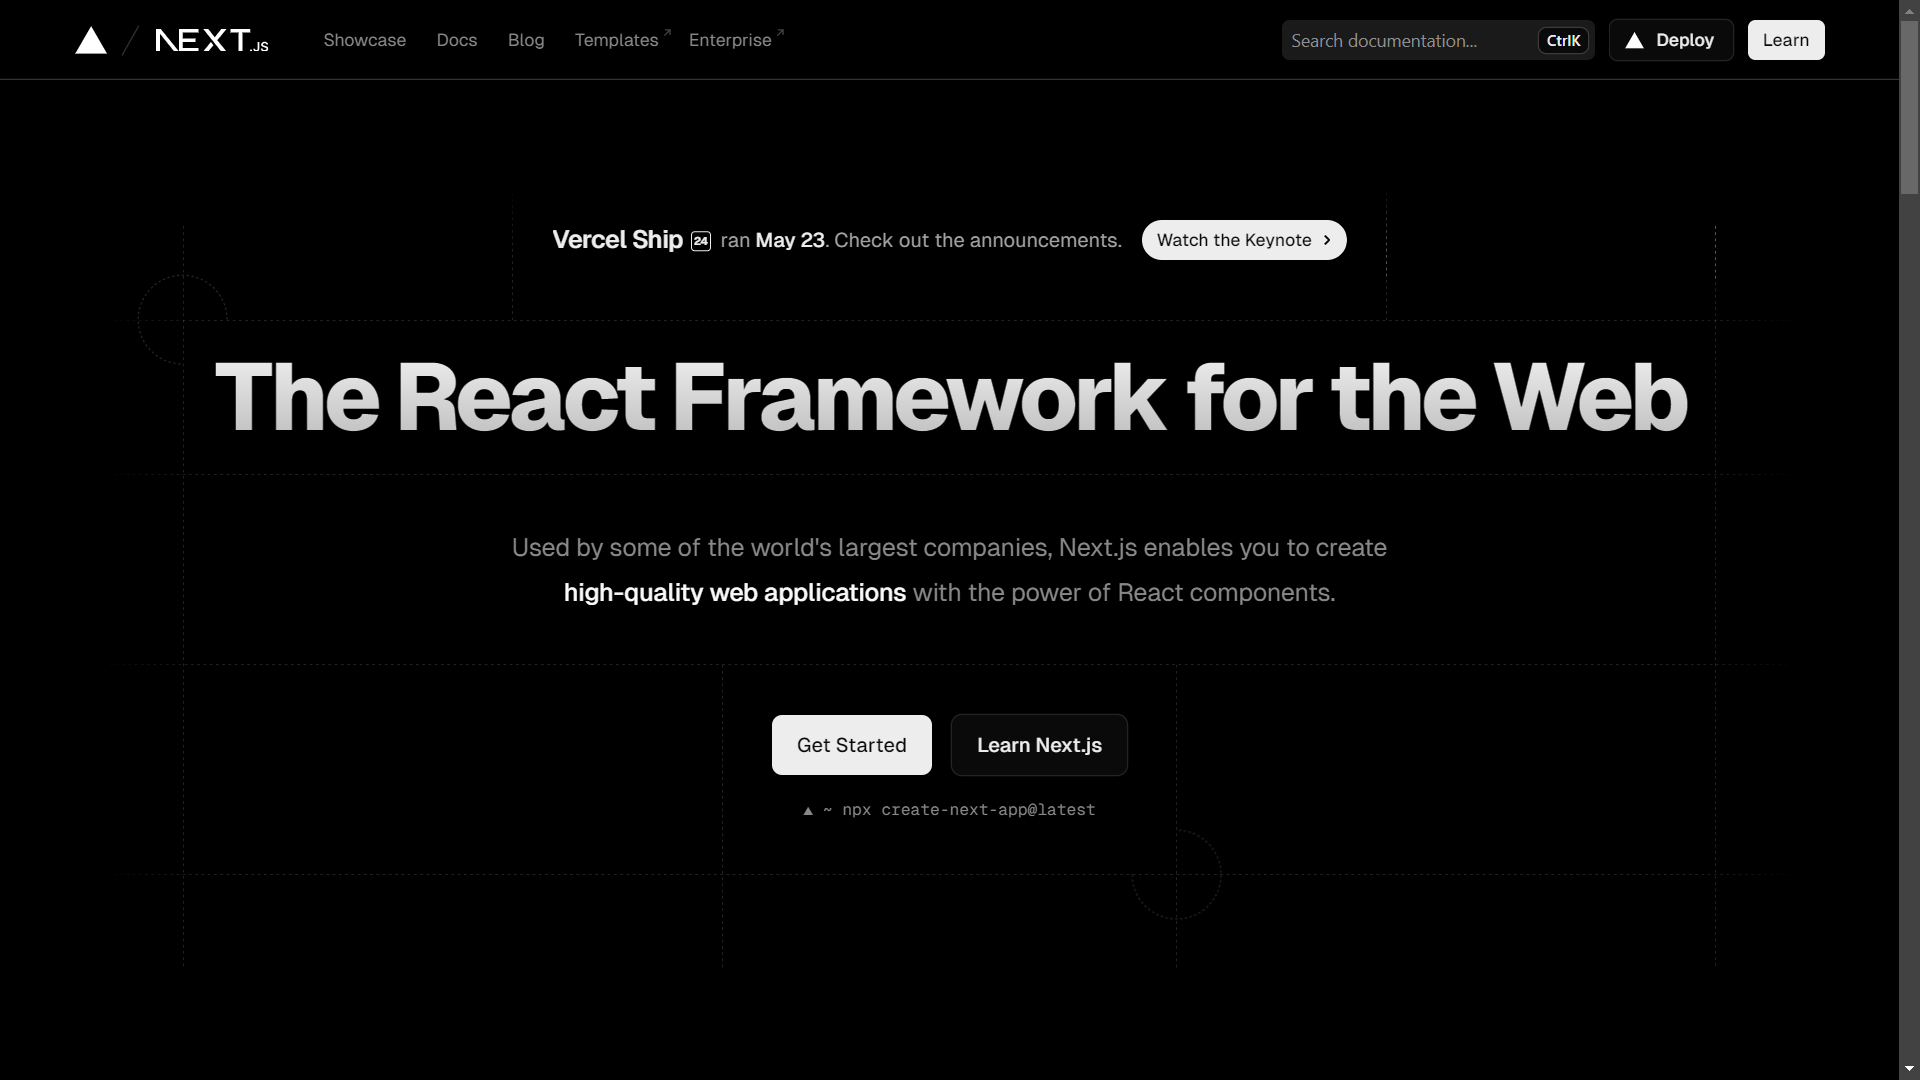 NEXT.JS
Showcase
Docs
Blog
Templates
Enterprise
Search documentation...
CtrlK
Deploy
Learn
Vercel Ship 24 ran May 23. Check out the announcements.
Watch the Keynote
The React Framework for the Web
Used by some of the world's largest companies, Next.js enables you to create
high-quality web applications with the power of React components.
Get Started
Learn Next.js
▲ ~ npx create-next-app@latest